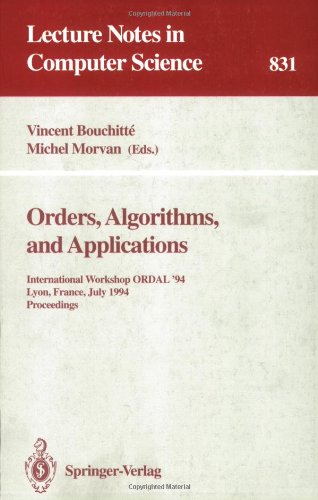 Lecture Notes in
Computer Science 831
Vincent Bouchitté
Michel Morvan (Eds.)
Orders, Algorithms,
and Applications
International Workshop ORDAL '94
Lyon, France, July 1994
Proceedings
Springer-Verlag